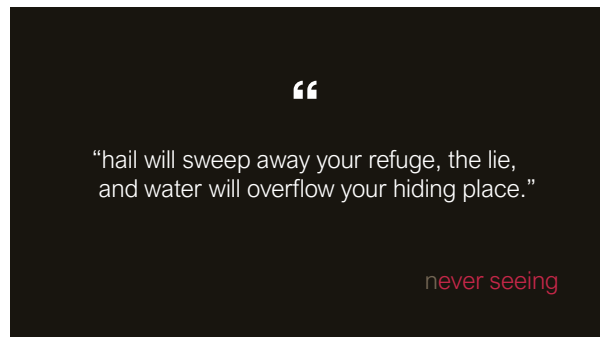 “
“hail will sweep away your refuge, the lie,
and water will overflow your hiding place.”
never seeing